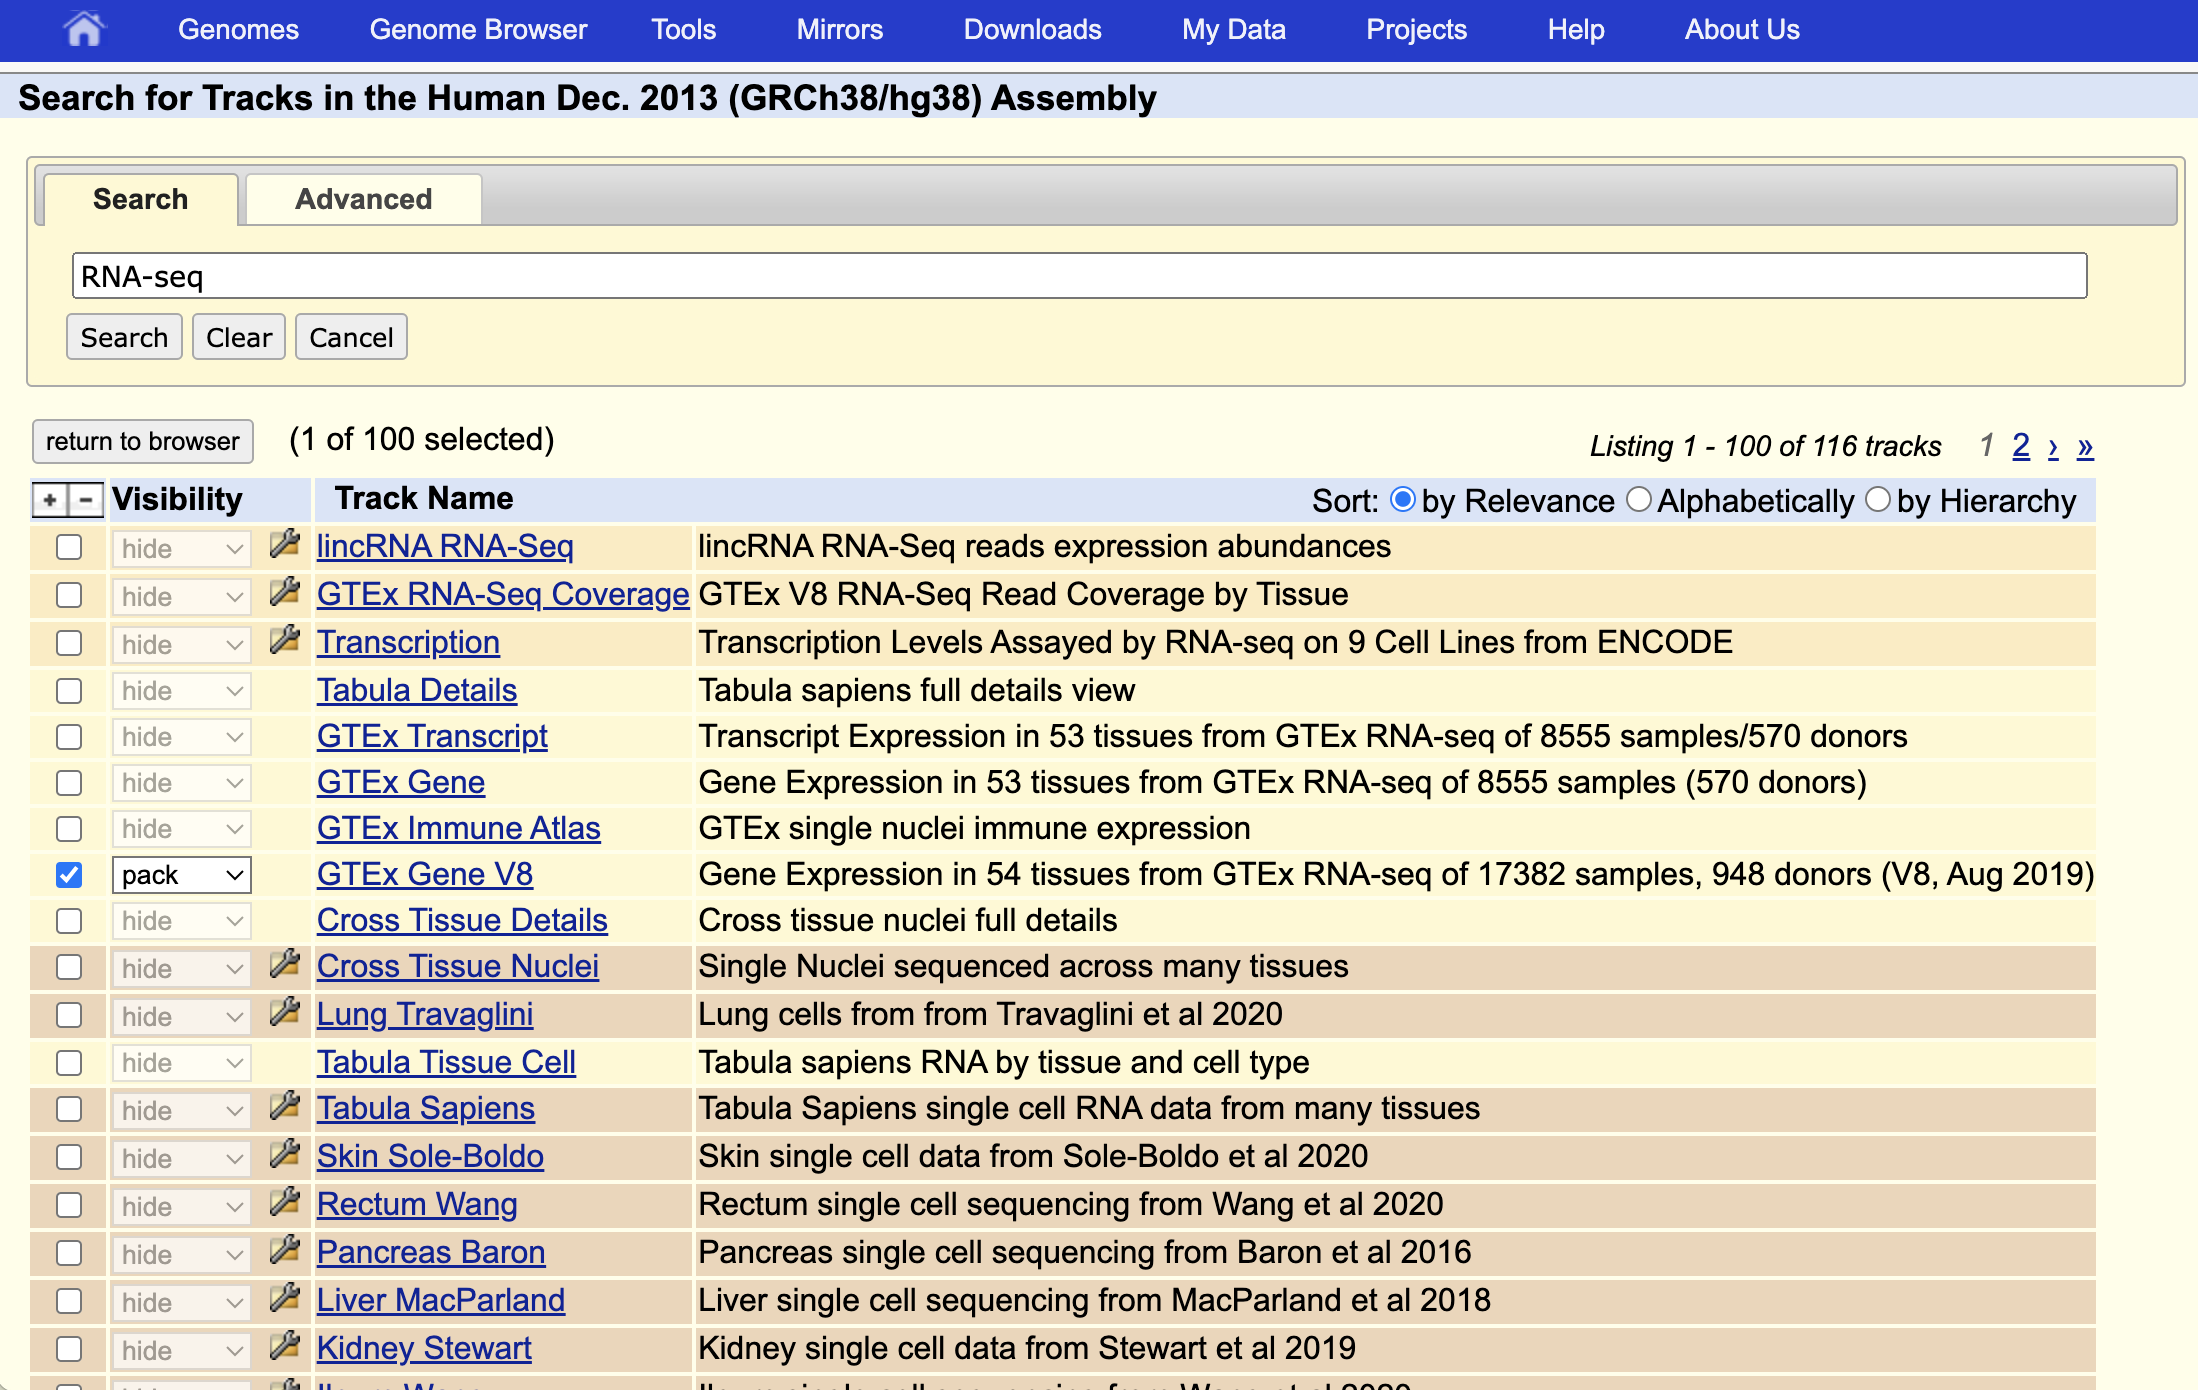 Genomes Genome Browser Tools Mirrors Downloads My Data Projects Help About Us
Search for Tracks in the Human Dec. 2013 (GRCh38/hg38) Assembly
Search Advanced
RNA-seq
Search Clear Cancel
return to browser (1 of 100 selected) Listing 1 - 100 of 116 tracks 1 2 › »
+ - Visibility Track Name Sort: by Relevance Alphabetically by Hierarchy
hide lincRNA RNA-Seq lincRNA RNA-Seq reads expression abundances
hide GTEx RNA-Seq Coverage GTEx V8 RNA-Seq Read Coverage by Tissue
hide Transcription Transcription Levels Assayed by RNA-seq on 9 Cell Lines from ENCODE
hide Tabula Details Tabula sapiens full details view
hide GTEx Transcript Transcript Expression in 53 tissues from GTEx RNA-seq of 8555 samples/570 donors
hide GTEx Gene Gene Expression in 53 tissues from GTEx RNA-seq of 8555 samples (570 donors)
hide GTEx Immune Atlas GTEx single nuclei immune expression
pack GTEx Gene V8 Gene Expression in 54 tissues from GTEx RNA-seq of 17382 samples, 948 donors (V8, Aug 2019)
hide Cross Tissue Details Cross tissue nuclei full details
hide Cross Tissue Nuclei Single Nuclei sequenced across many tissues
hide Lung Travaglini Lung cells from from Travaglini et al 2020
hide Tabula Tissue Cell Tabula sapiens RNA by tissue and cell type
hide Tabula Sapiens Tabula Sapiens single cell RNA data from many tissues
hide Skin Sole-Boldo Skin single cell data from Sole-Boldo et al 2020
hide Rectum Wang Rectum single cell sequencing from Wang et al 2020
hide Pancreas Baron Pancreas single cell sequencing from Baron et al 2016
hide Liver MacParland Liver single cell sequencing from MacParland et al 2018
hide Kidney Stewart Kidney single cell data from Stewart et al 2019